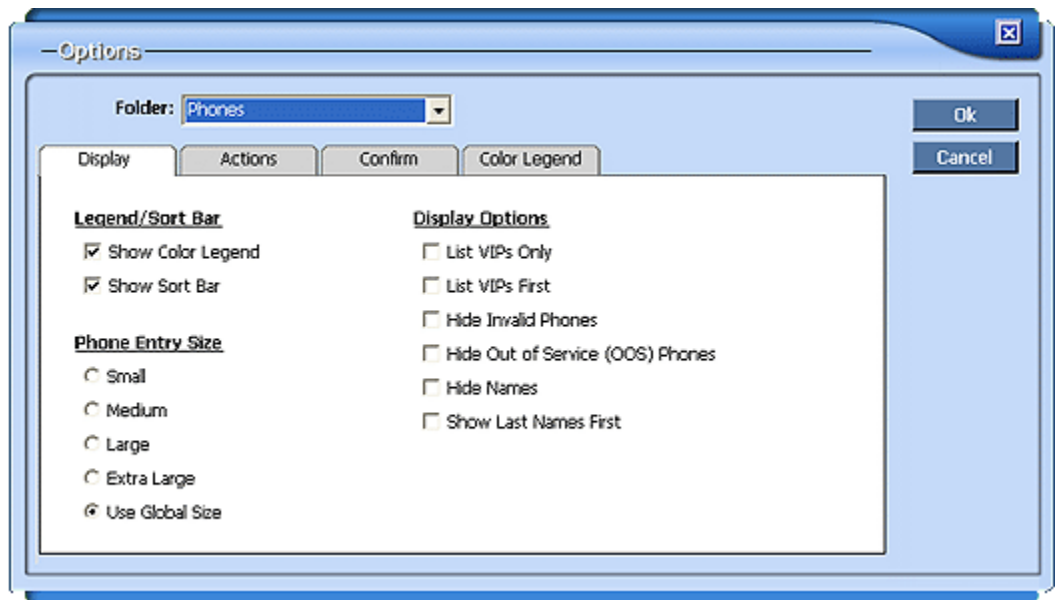 Options
Folder: Phones
Ok
Cancel
Display Actions Confirm Color Legend
Legend/Sort Bar
Show Color Legend
Show Sort Bar
Phone Entry Size
Small
Medium
Large
Extra Large
Use Global Size
Display Options
List VIPs Only
List VIPs First
Hide Invalid Phones
Hide Out of Service (OOS) Phones
Hide Names
Show Last Names First